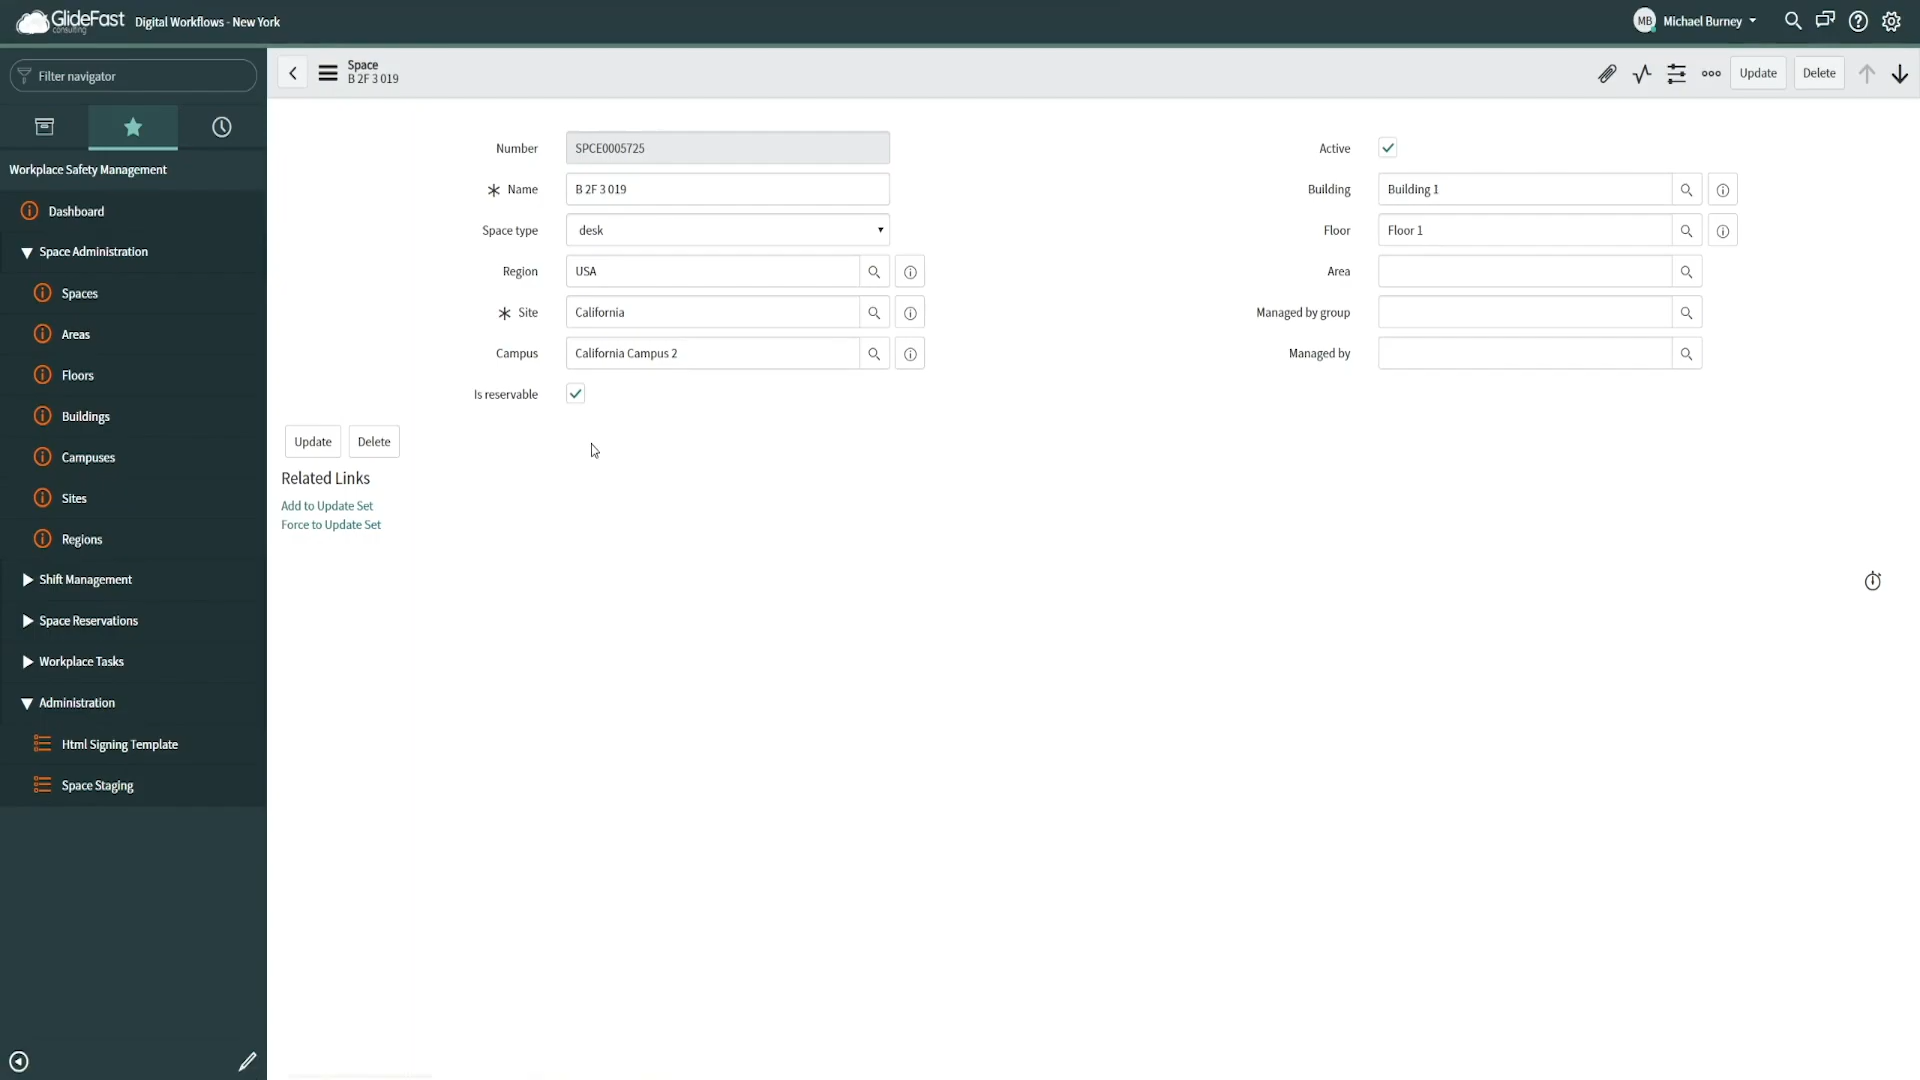 GlideFast
consulting
Digital Workflows - New York
MB
Michael Burney
Filter navigator
Space
B 2F 3 019
Update
Delete
Workplace Safety Management
Dashboard
Space Administration
Spaces
Areas
Floors
Buildings
Campuses
Sites
Regions
Shift Management
Space Reservations
Workplace Tasks
Administration
Html Signing Template
Space Staging
Number
SPCE0005725
Name
B 2F 3 019
Space type
desk
Region
USA
Site
California
Campus
California Campus 2
Is reservable
Active
Building
Building 1
Floor
Floor 1
Area
Managed by group
Managed by
Update
Delete
Related Links
Add to Update Set
Force to Update Set